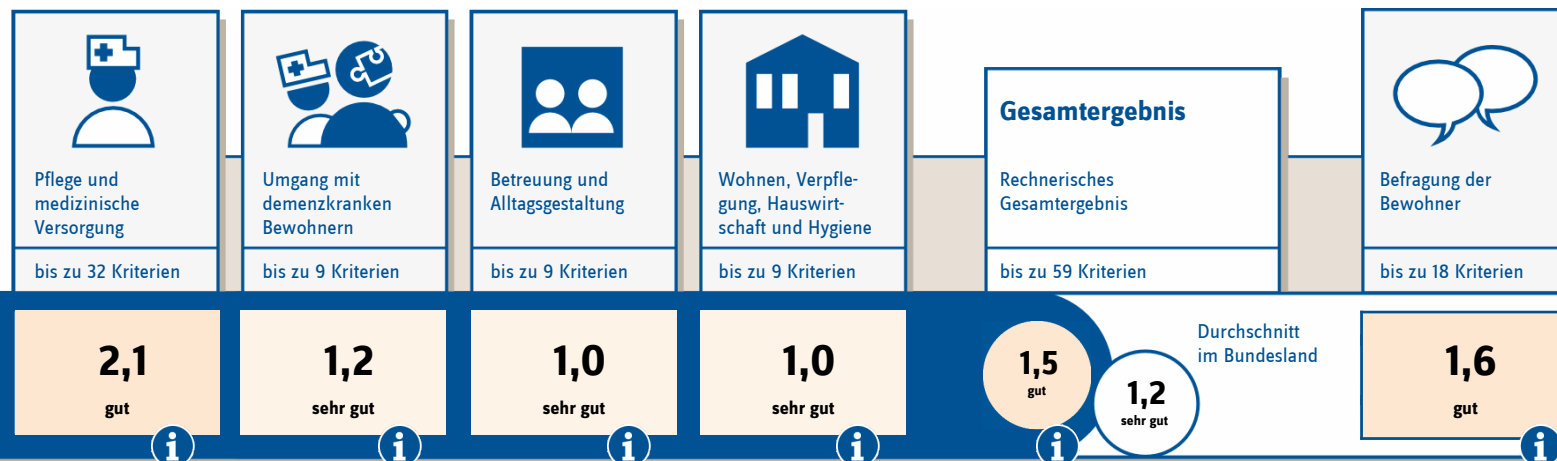 Pflege und
medizinische
Versorgung
bis zu 32 Kriterien
2,1
gut
i
Umgang mit
demenzkranken
Bewohnern
bis zu 9 Kriterien
1,2
sehr gut
i
Betreuung und
Alltagsgestaltung
bis zu 9 Kriterien
1,0
sehr gut
i
Wohnen, Verpfle-
gung, Hauswirt-
schaft und Hygiene
bis zu 9 Kriterien
1,0
sehr gut
i
Gesamtergebnis
Rechnerisches
Gesamtergebnis
bis zu 59 Kriterien
1,5
gut
i
Durchschnitt
im Bundesland
1,2
sehr gut
Befragung der
Bewohner
bis zu 18 Kriterien
1,6
gut
i